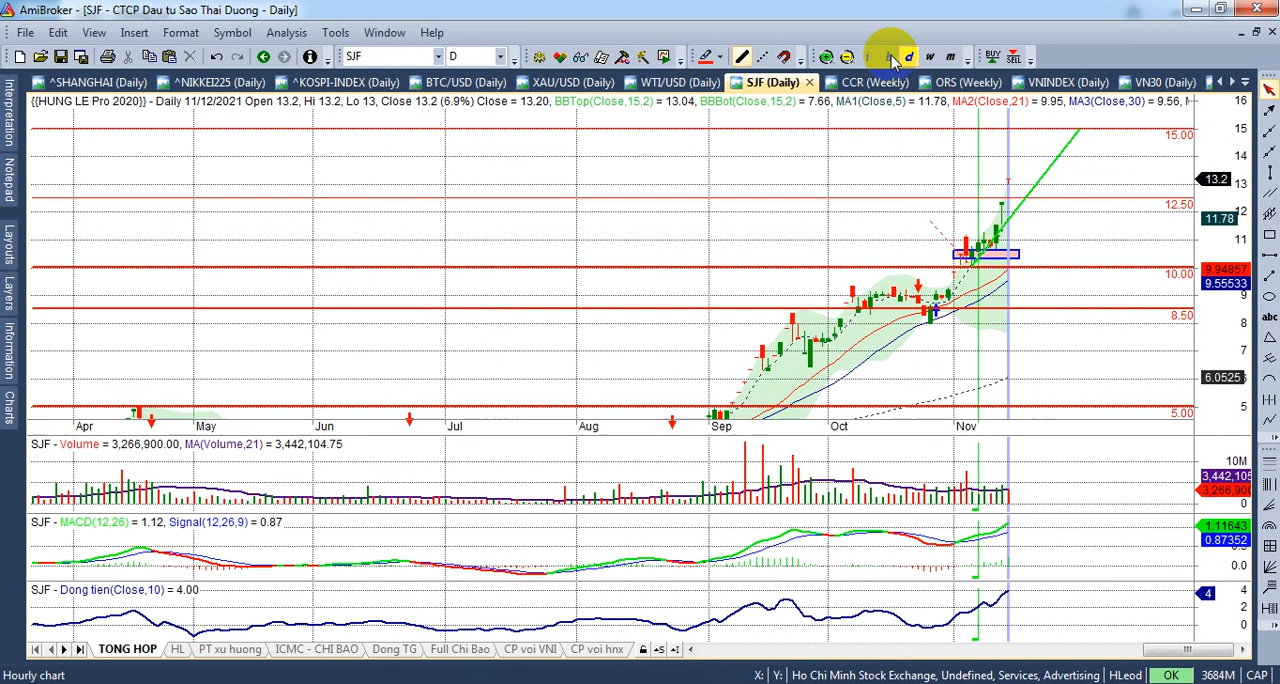 AmiBroker - [SJF - CTCP Dau tu Sao Thai Duong - Daily]
File Edit View Insert Format Symbol Analysis Tools Window Help
SJF D i h d w m BUY SELL
^SHANGHAI (Daily) ^NIKKEI225 (Daily) ^KOSPI-INDEX (Daily) BTC/USD (Daily) XAU/USD (Daily) WTI/USD (Daily) SJF (Daily) CCR (Weekly) ORS (Weekly) VNINDEX (Daily) VN30 (Daily)
{{HUNG LE Pro 2020}} - Daily 11/12/2021 Open 13.2, Hi 13.2, Lo 13, Close 13.2 (6.9%) Close = 13.20, BBTop(Close,15,2) = 13.04, BBBot(Close,15,2) = 7.66, MA1(Close,5) = 11.78, MA2(Close,21) = 9.95, MA3(Close,30) = 9.56,
Interpretation
Notepad
Layouts
Layers
Information
Charts
16
15
15.00
14
13.2
13
12.50
12
11.78
11
9.94857
10.00
9.55533
9
8.50
8
7
6.0525
5
5.00
Apr May Jun Jul Aug Sep Oct Nov
SJF - Volume = 3,266,900.00, MA(Volume,21) = 3,442,104.75
10M
3,442,105
3,266,900
0
SJF - MACD(12,26) = 1.12, Signal(12,26,9) = 0.87
1.11643
0.87352
0.0
SJF - Dong tien(Close,10) = 4.00
4
4
2
0
TONG HOP HL PT xu huong ICMC - CHI BAO Dong TG Full Chi Bao CP voi VNI CP voi hnx
abc
Hourly chart X: Y: Ho Chi Minh Stock Exchange, Undefined, Services, Advertising HLeod OK 3684M CAP